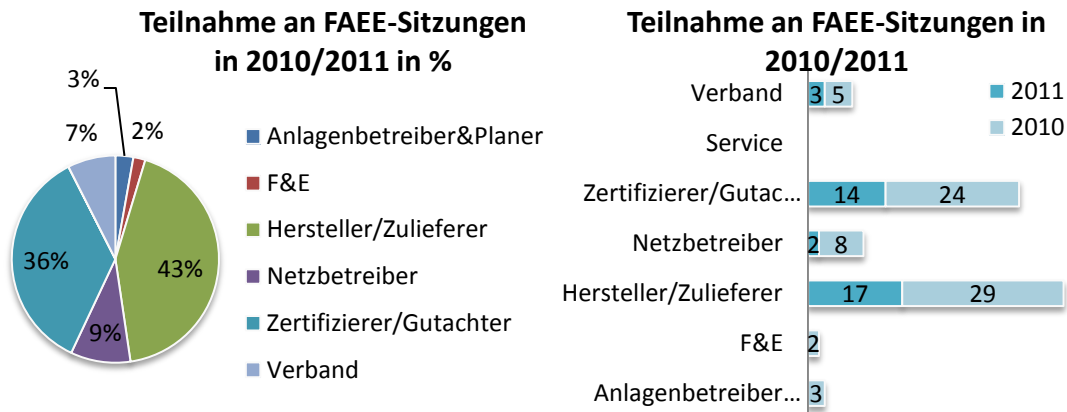 Teilnahme an FAEE-Sitzungen
in 2010/2011 in %
3%
2%
7%
36%
43%
9%
Anlagenbetreiber&Planer
F&E
Hersteller/Zulieferer
Netzbetreiber
Zertifizierer/Gutachter
Verband
Teilnahme an FAEE-Sitzungen in
2010/2011
Verband 3 5
Service
Zertifizierer/Gutac... 14 24
Netzbetreiber 2 8
Hersteller/Zulieferer 17 29
F&E 2
Anlagenbetreiber... 3
2011
2010